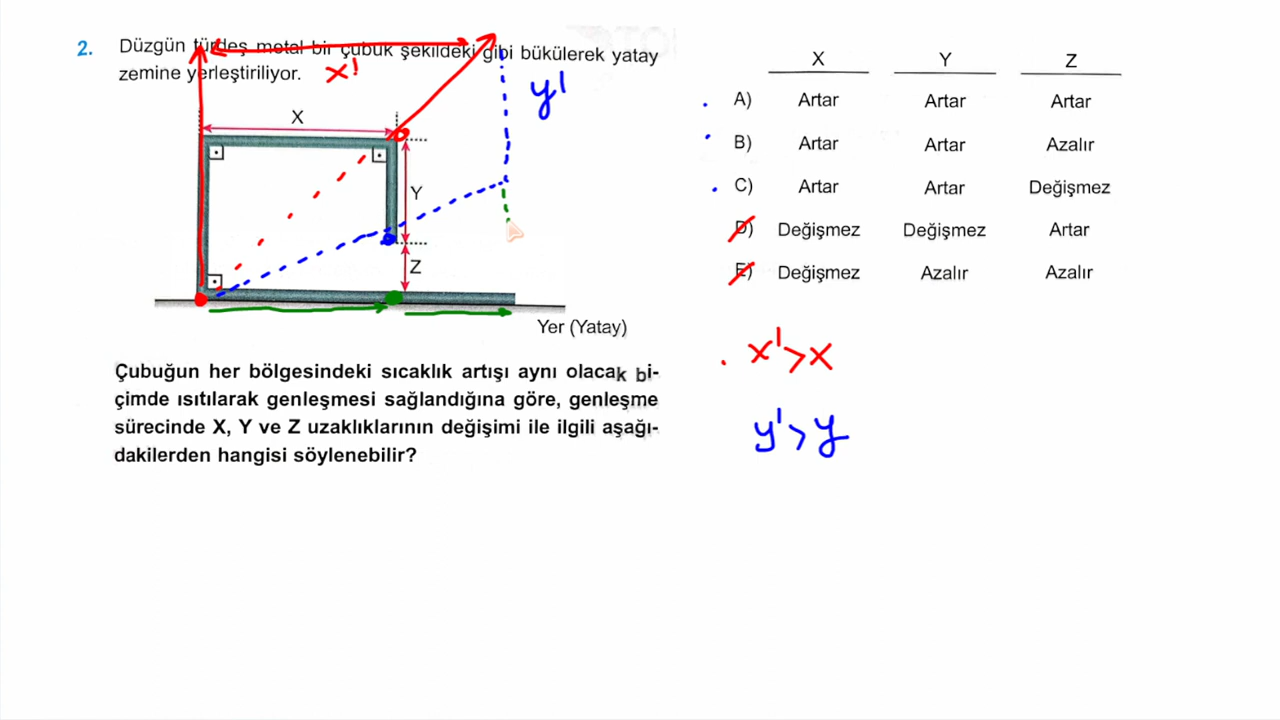 2. Düzgün türdeş metal bir çubuk şekildeki gibi bükülerek yatay
zemine yerleştiriliyor.
x'
y'
X
Y
Z
Yer (Yatay)
Çubuğun her bölgesindeki sıcaklık artışı aynı olacak bi-
çimde ısıtılarak genleşmesi sağlandığına göre, genleşme
sürecinde X, Y ve Z uzaklıklarının değişimi ile ilgili aşağı-
dakilerden hangisi söylenebilir?
X Y Z
A) Artar Artar Artar
B) Artar Artar Azalır
C) Artar Artar Değişmez
D) Değişmez Değişmez Artar
E) Değişmez Azalır Azalır
x' > x
y' > y